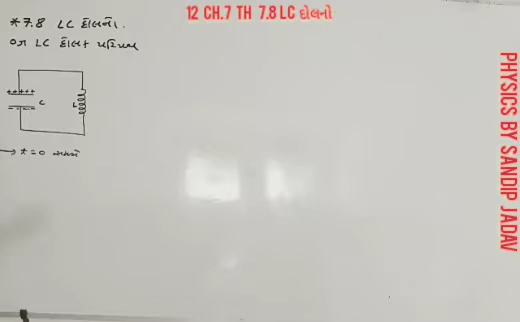 12 CH.7 TH 7.8 LC દોલનો
* 7.8 LC દોલનો.
LC દોલન પરિપથ
+ + + + +
C
L
→ t = 0 સમયે
PHYSICS BY SANDIP JADAV